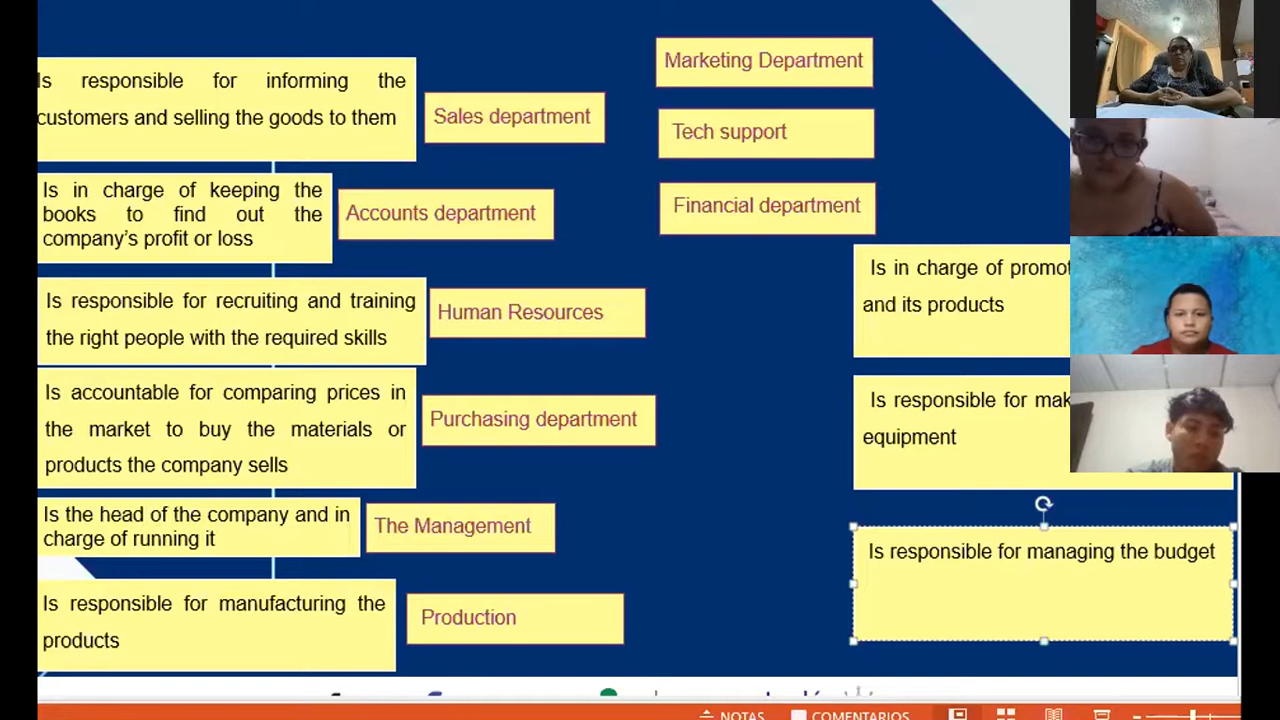 Is responsible for informing the
customers and selling the goods to them
Sales department
Is in charge of keeping the
books to find out the
company's profit or loss
Accounts department
Is responsible for recruiting and training
the right people with the required skills
Human Resources
Is accountable for comparing prices in
the market to buy the materials or
products the company sells
Purchasing department
Is the head of the company and in
charge of running it
The Management
Is responsible for manufacturing the
products
Production
Marketing Department
Tech support
Financial department
Is in charge of
and its products
Is responsible for
equipment
Is responsible for managing the budget
NOTAS
COMENTARIOS